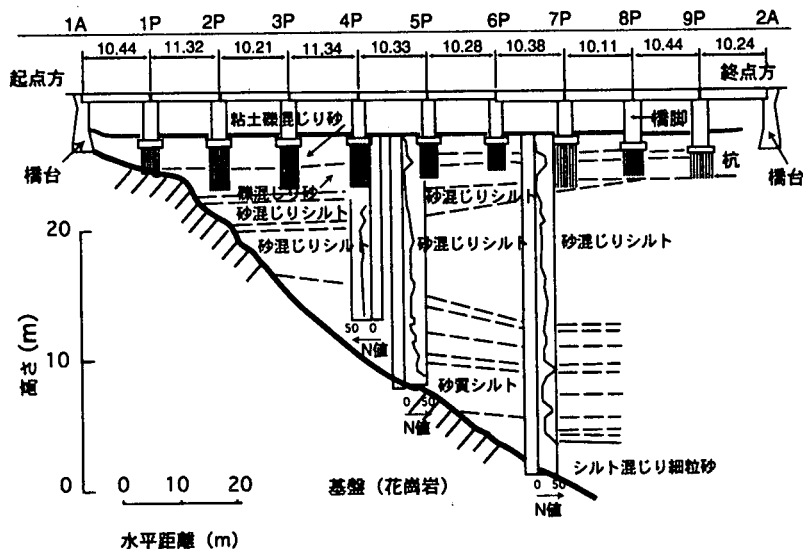 1A 1P 2P 3P 4P 5P 6P 7P 8P 9P 2A
10.44 11.32 10.21 11.34 10.33 10.28 10.38 10.11 10.44 10.24
起点方 終点方
粘土礫混じり砂 橋脚
橋台 杭 橋台
礫混じり砂 砂混じりシルト
20 砂混じりシルト
砂混じりシルト 砂混じりシルト 砂混じりシルト
50 0
N値
高さ(m)
10
砂質シルト
0 50
N値
シルト混じり細粒砂
0 0 10 20 基盤(花崗岩) 0 50
N値
水平距離(m)